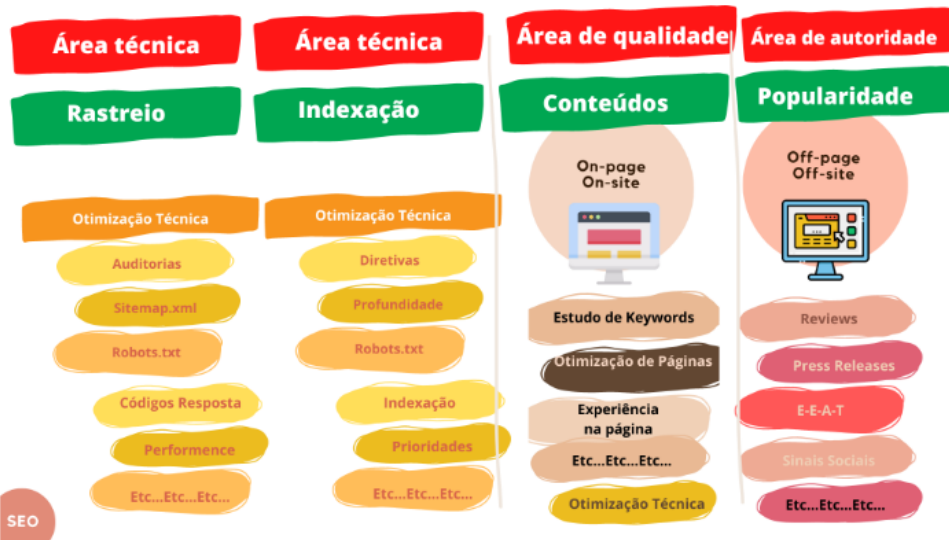 Área técnica
Rastreio
Otimização Técnica
Auditorias
Sitemap.xml
Robots.txt
Códigos Resposta
Performence
Etc...Etc...Etc...
Área técnica
Indexação
Otimização Técnica
Diretivas
Profundidade
Robots.txt
Indexação
Prioridades
Etc...Etc...Etc...
Área de qualidade
Conteúdos
On-page
On-site
Estudo de Keywords
Otimização de Páginas
Experiência
na página
Etc...Etc...Etc...
Otimização Técnica
Área de autoridade
Popularidade
Off-page
Off-site
Reviews
Press Releases
E-E-A-T
Sinais Sociais
Etc...Etc...Etc...
SEO